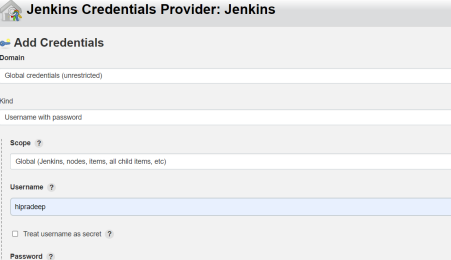 Jenkins Credentials Provider: Jenkins
Add Credentials
Domain
Global credentials (unrestricted)
Kind
Username with password
Scope ?
Global (Jenkins, nodes, items, all child items, etc)
Username ?
hipradeep
Treat username as secret ?
Password ?